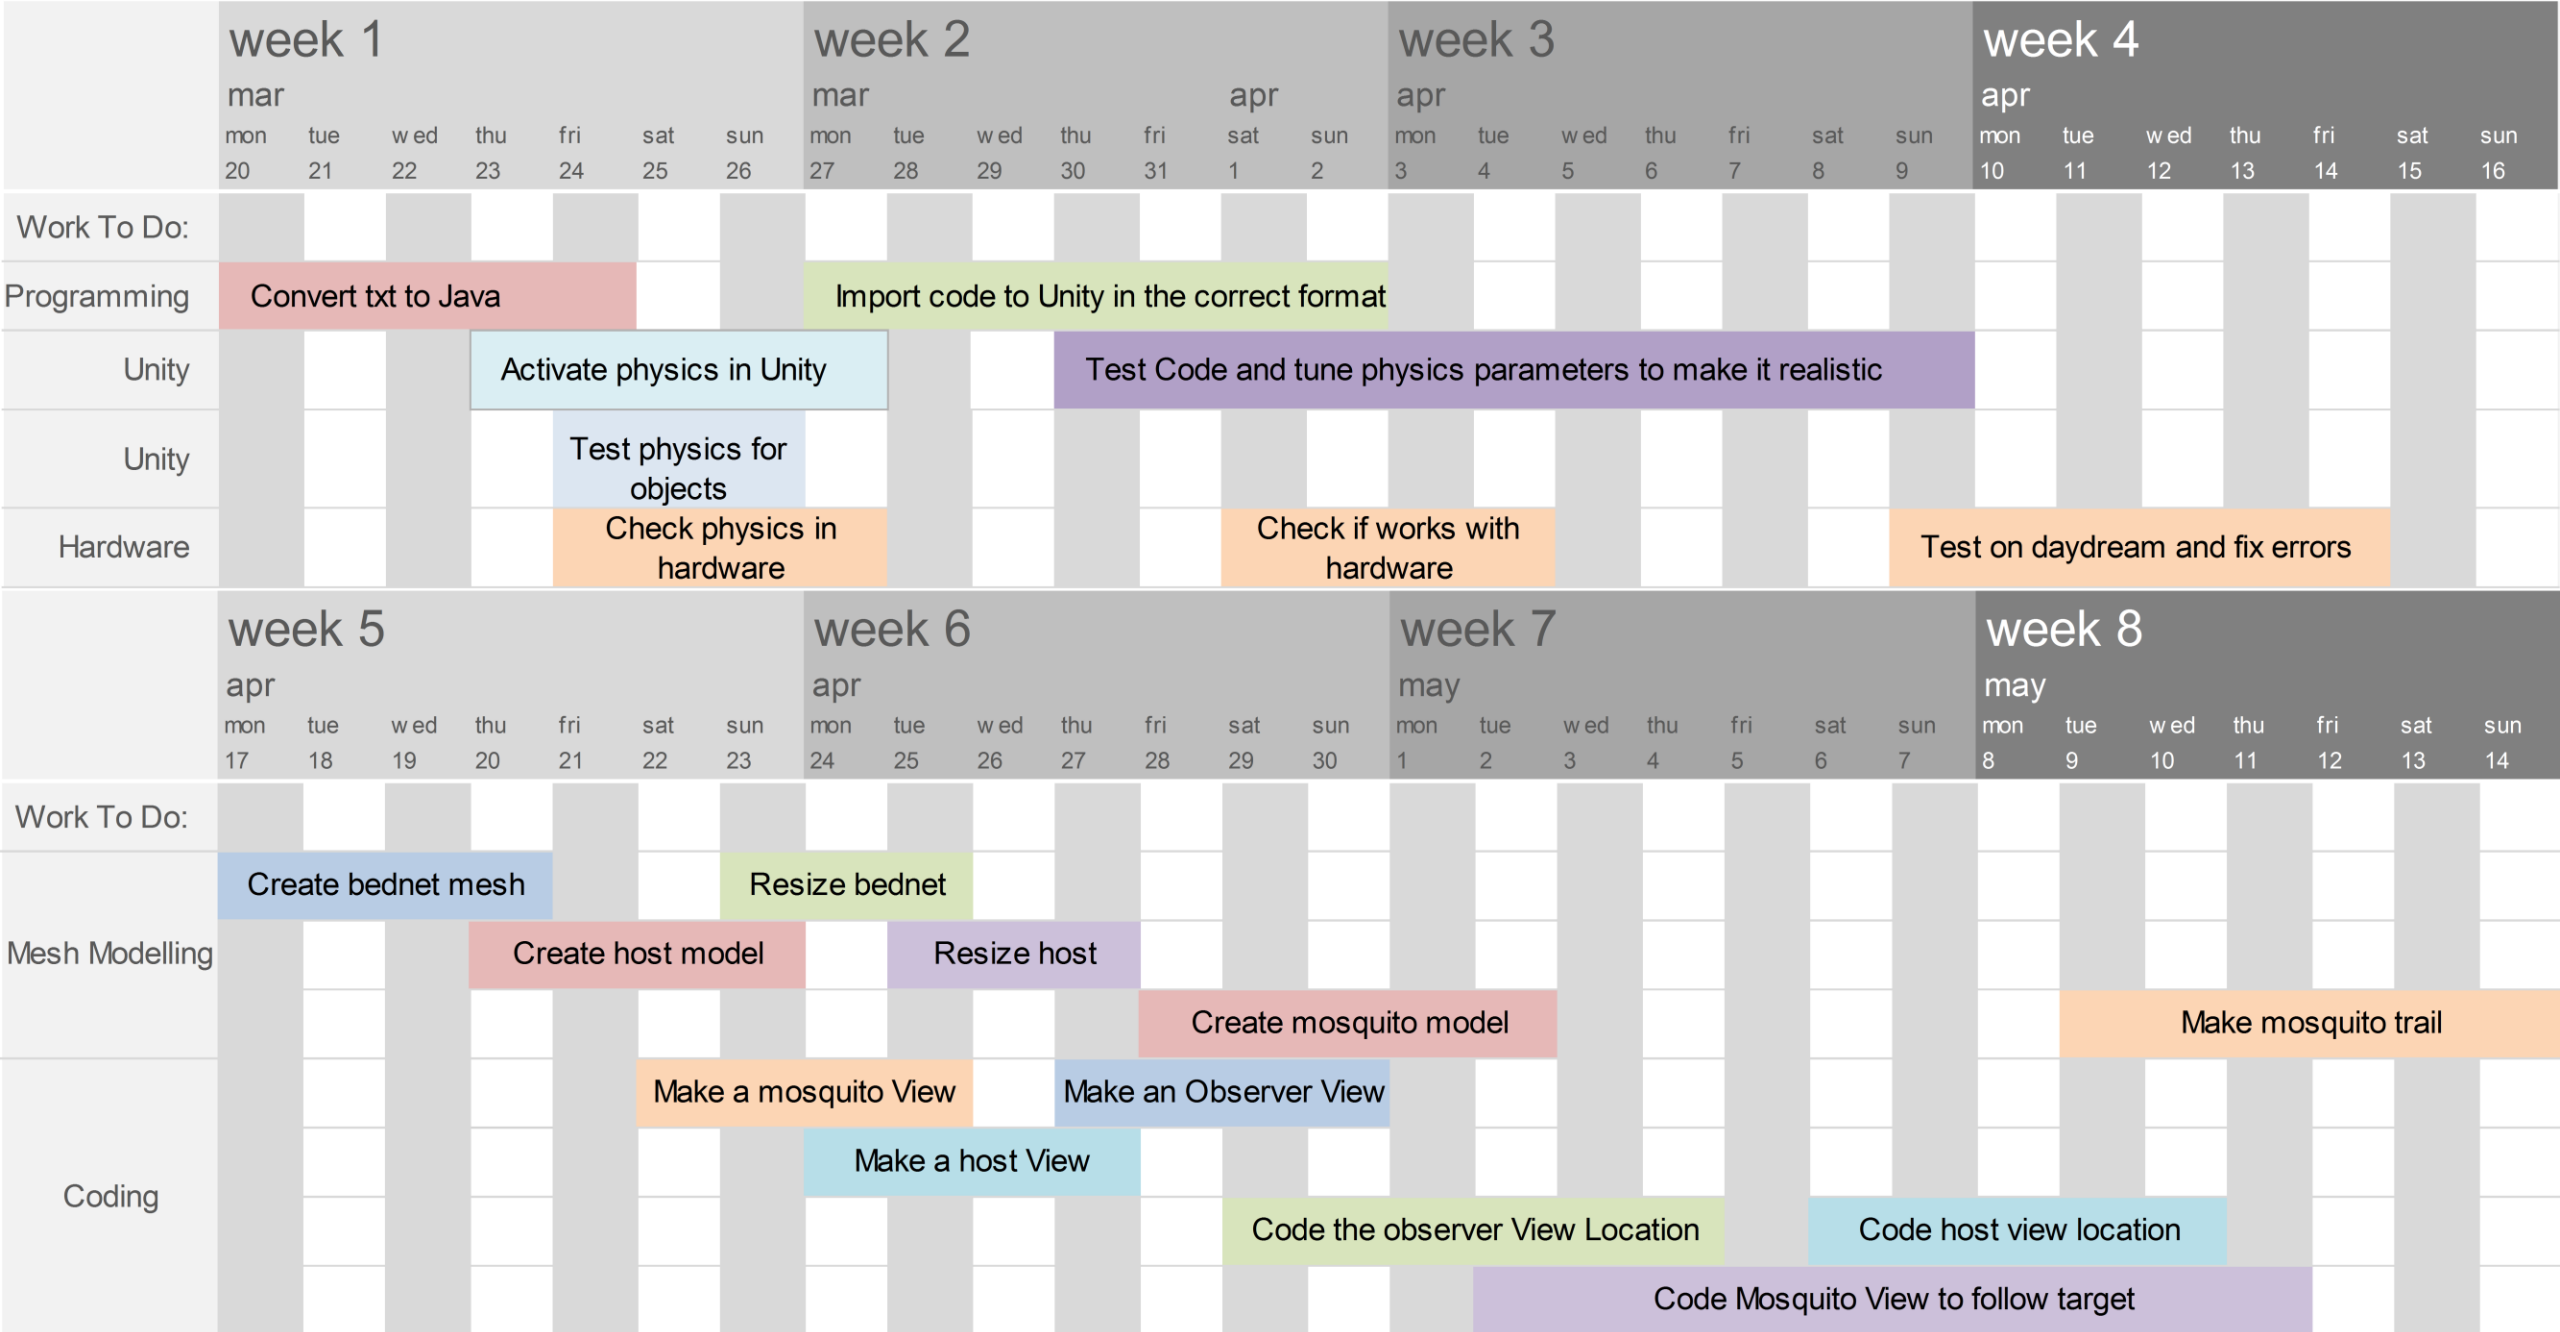 week 1 week 2 week 3 week 4
mar mar apr apr apr
mon tue wed thu fri sat sun mon tue wed thu fri sat sun mon tue wed thu fri sat sun mon tue wed thu fri sat sun
20 21 22 23 24 25 26 27 28 29 30 31 1 2 3 4 5 6 7 8 9 10 11 12 13 14 15 16
Work To Do:
Programming Convert txt to Java Import code to Unity in the correct format
Unity Activate physics in Unity Test Code and tune physics parameters to make it realistic
Unity Test physics for
objects
Hardware Check physics in
hardware
Check if works with
hardware
Test on daydream and fix errors
week 5 week 6 week 7 week 8
apr apr may may
mon tue wed thu fri sat sun mon tue wed thu fri sat sun mon tue wed thu fri sat sun mon tue wed thu fri sat sun
17 18 19 20 21 22 23 24 25 26 27 28 29 30 1 2 3 4 5 6 7 8 9 10 11 12 13 14
Work To Do:
Create bednet mesh Resize bednet
Mesh Modelling Create host model Resize host
Create mosquito model Make mosquito trail
Make a mosquito View Make an Observer View
Make a host View
Coding
Code the observer View Location Code host view location
Code Mosquito View to follow target